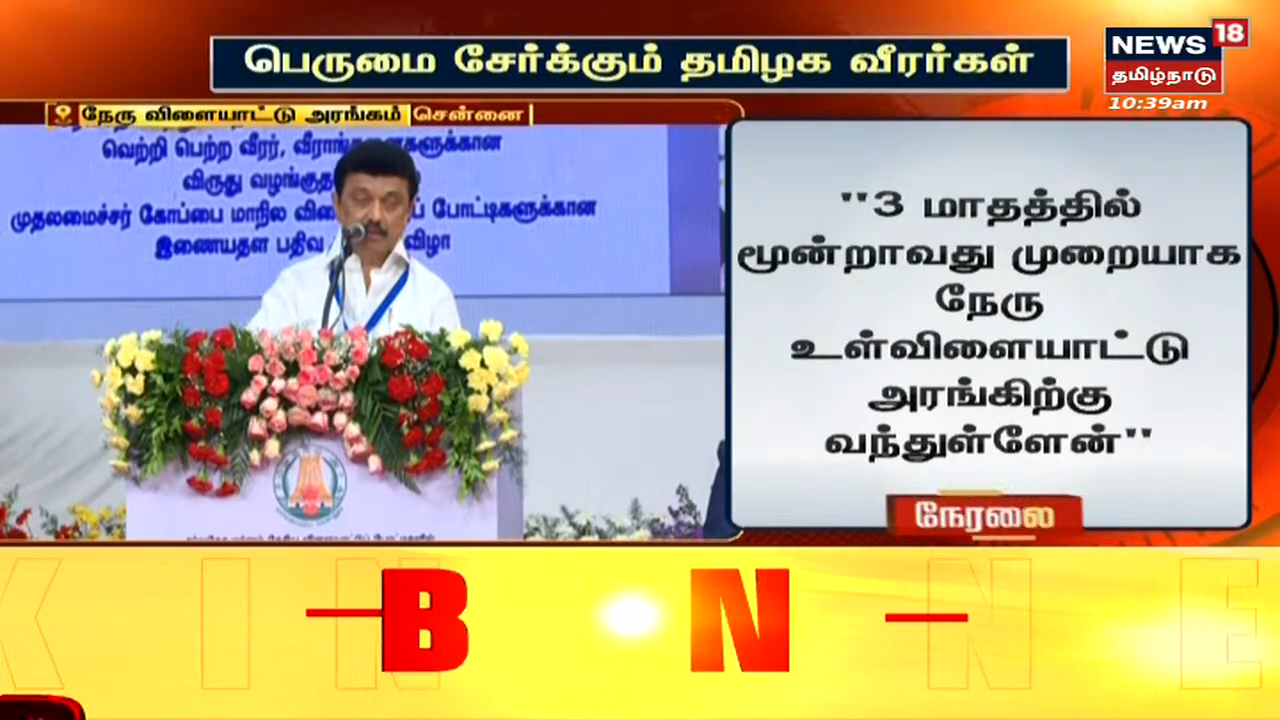 பெருமை சேர்க்கும் தமிழக வீரர்கள்
NEWS 18
தமிழ்நாடு
10:39am
நேரு விளையாட்டு அரங்கம் சென்னை
வெற்றி பெற்ற வீரர்,
விருது
முதலமைச்சர் கோப்பை மாநில போட்டிகளுக்கான
இணையதள பதிவ விழா
"3 மாதத்தில்
மூன்றாவது முறையாக
நேரு
உள்விளையாட்டு
அரங்கிற்கு
வந்துள்ளேன்"
நேரலை
B N
K I N N E